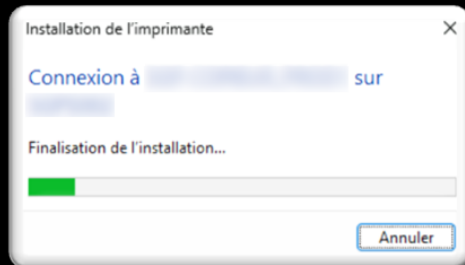 Installation de l'imprimante
Connexion à sur
Finalisation de l'installation...
Annuler